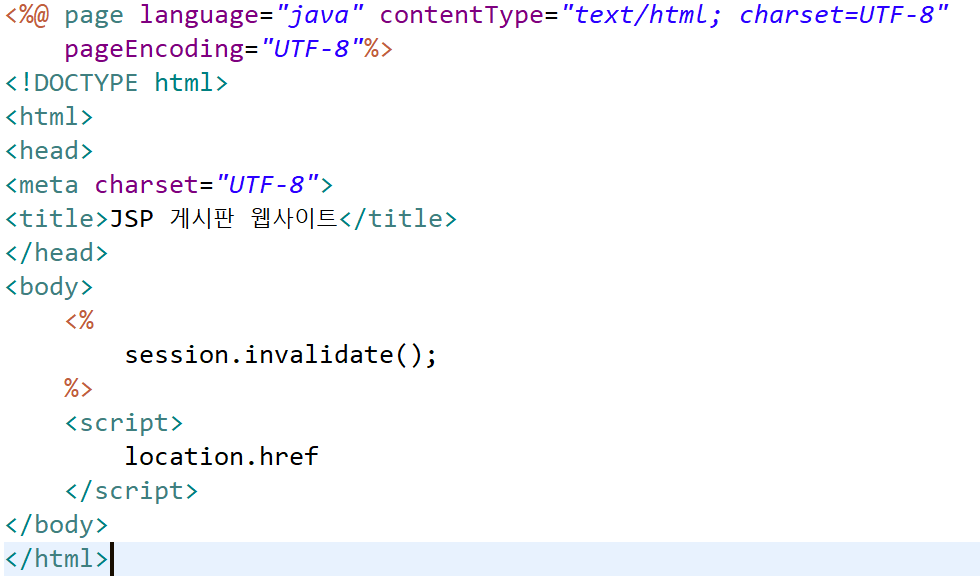 <%@ page language="java" contentType="text/html; charset=UTF-8"
    pageEncoding="UTF-8"%>
<!DOCTYPE html>
<html>
<head>
<meta charset="UTF-8">
<title>JSP 게시판 웹사이트</title>
</head>
<body>
    <%
        session.invalidate();
    %>
    <script>
        location.href
    </script>
</body>
</html>